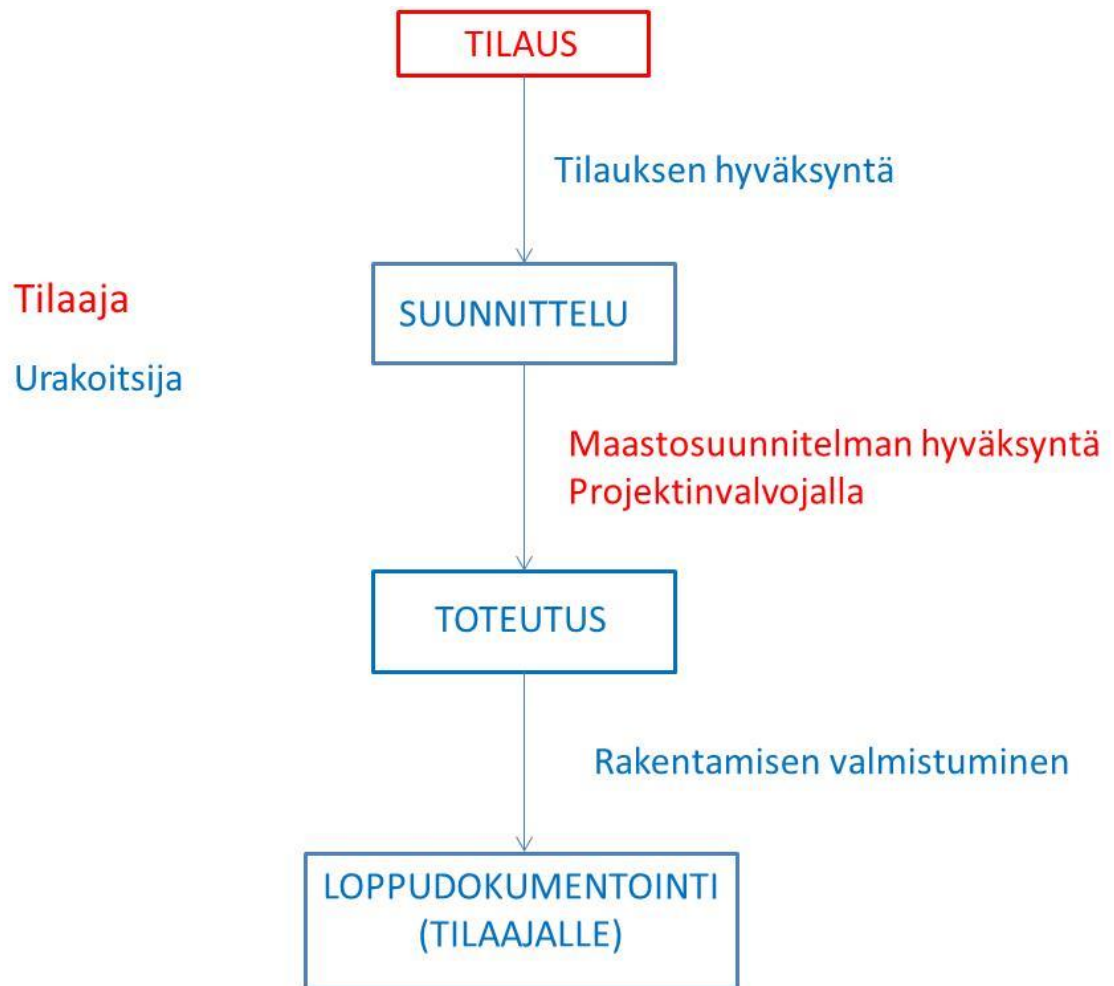 TILAUS
Tilauksen hyväksyntä
Tilaaja
SUUNNITTELU
Urakoitsija
Maastosuunnitelman hyväksyntä
Projektinvalvojalla
TOTEUTUS
Rakentamisen valmistuminen
LOPPUDOKUMENTOINTI
(TILAAJALLE)